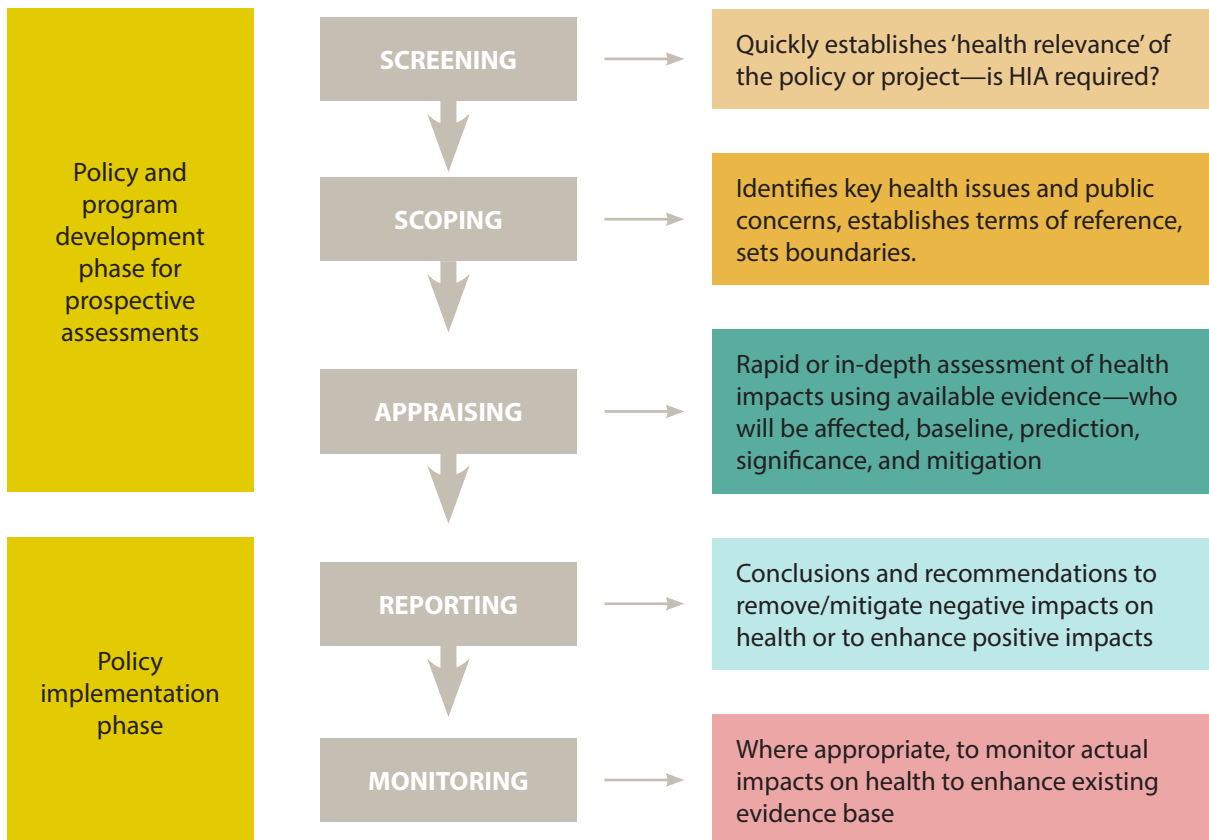 Policy and
program
development
phase for
prospective
assessments
SCREENING
Quickly establishes ‘health relevance’ of
the policy or project—is HIA required?
SCOPING
Identifies key health issues and public
concerns, establishes terms of reference,
sets boundaries.
APPRAISING
Rapid or in-depth assessment of health
impacts using available evidence—who
will be affected, baseline, prediction,
significance, and mitigation
Policy
implementation
phase
REPORTING
Conclusions and recommendations to
remove/mitigate negative impacts on
health or to enhance positive impacts
MONITORING
Where appropriate, to monitor actual
impacts on health to enhance existing
evidence base